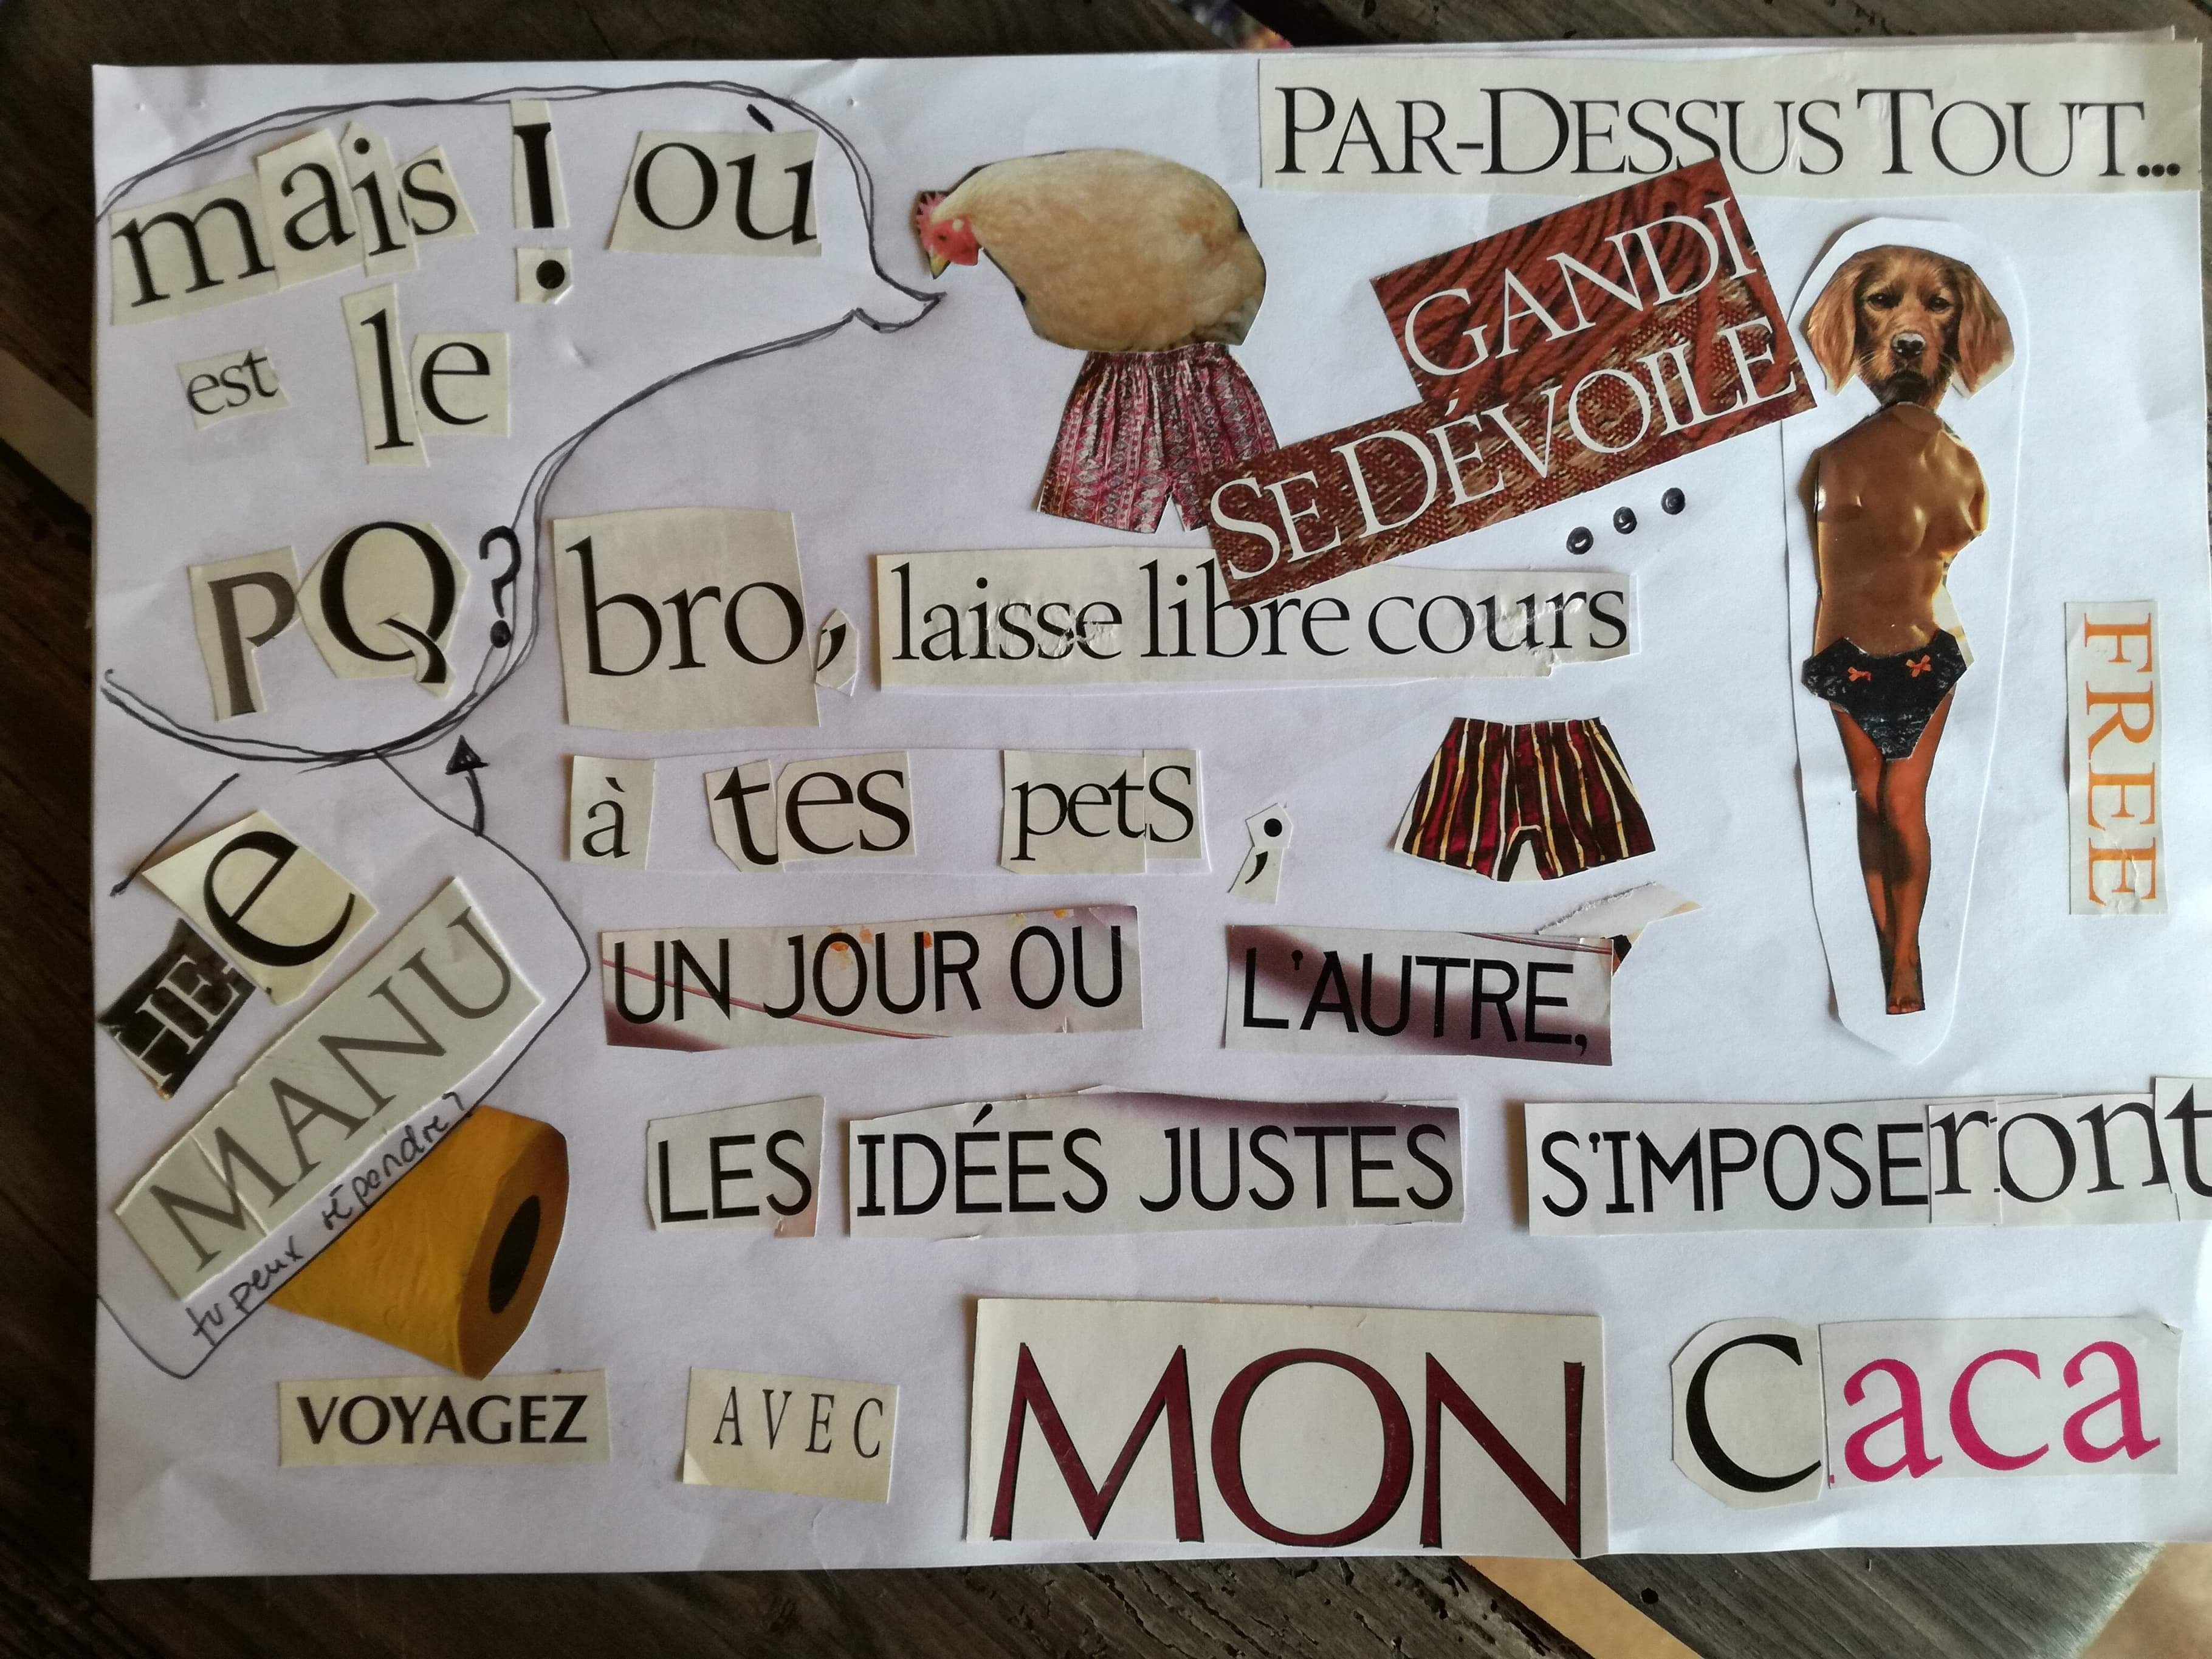 mais ! où
est le
PQ ?
PAR-DESSUS TOUT...
GANDI
SE DÉVOILE
...
bro, laisse libre cours
à tes pets ;
UN JOUR OU L'AUTRE,
LES IDÉES JUSTES S'IMPOSEront
FREE
HE e
MANU
tu peux répondre ?
VOYAGEZ AVEC MON Caca